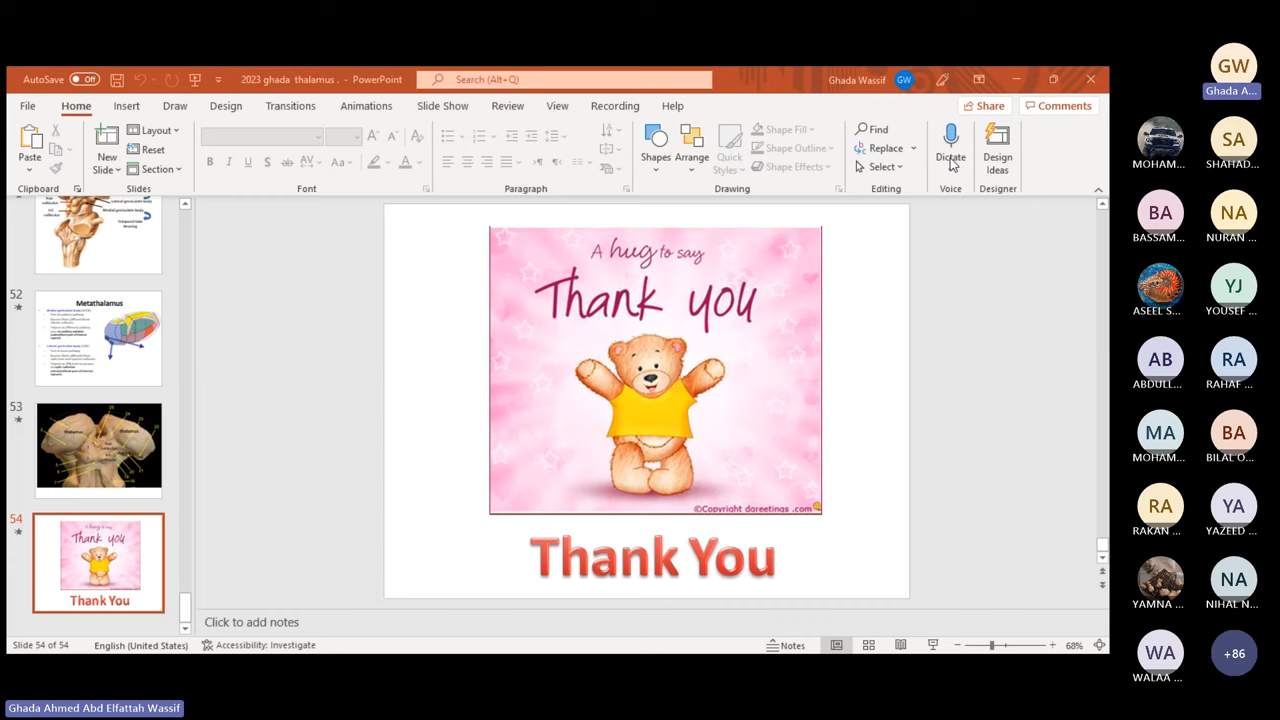 AutoSave Off 2023 ghada thalamus . - PowerPoint Search (Alt+Q) Ghada Wassif GW
File Home Insert Draw Design Transitions Animations Slide Show Review View Recording Help Share Comments
Paste
Clipboard
New
Slide
Layout
Reset
Section
Slides
B I U S ab AV Aa A
Font
Paragraph
Shapes
Arrange
Quick
Styles
Shape Fill
Shape Outline
Shape Effects
Drawing
Find
Replace
Select
Editing
Dictate
Voice
Design
Ideas
Designer
52
Metathalamus
53
54
A hug to say
Thank you
Thank You
A hug to say
Thank you
©Copyright dareetings .com
Thank You
Click to add notes
Slide 54 of 54 English (United States) Accessibility: Investigate Notes 68%
Ghada Ahmed Abd Elfattah Wassif
GW
Ghada A...
MOHAM...
SA
SHAHAD...
BA
BASSAM...
NA
NURAN ...
ASEEL S...
YJ
YOUSEF ...
AB
ABDULL...
RA
RAHAF ...
MA
MOHAM...
BA
BILAL O...
RA
RAKAN ...
YA
YAZEED ...
YAMNA ...
NA
NIHAL N...
WA
WALAA ...
+86